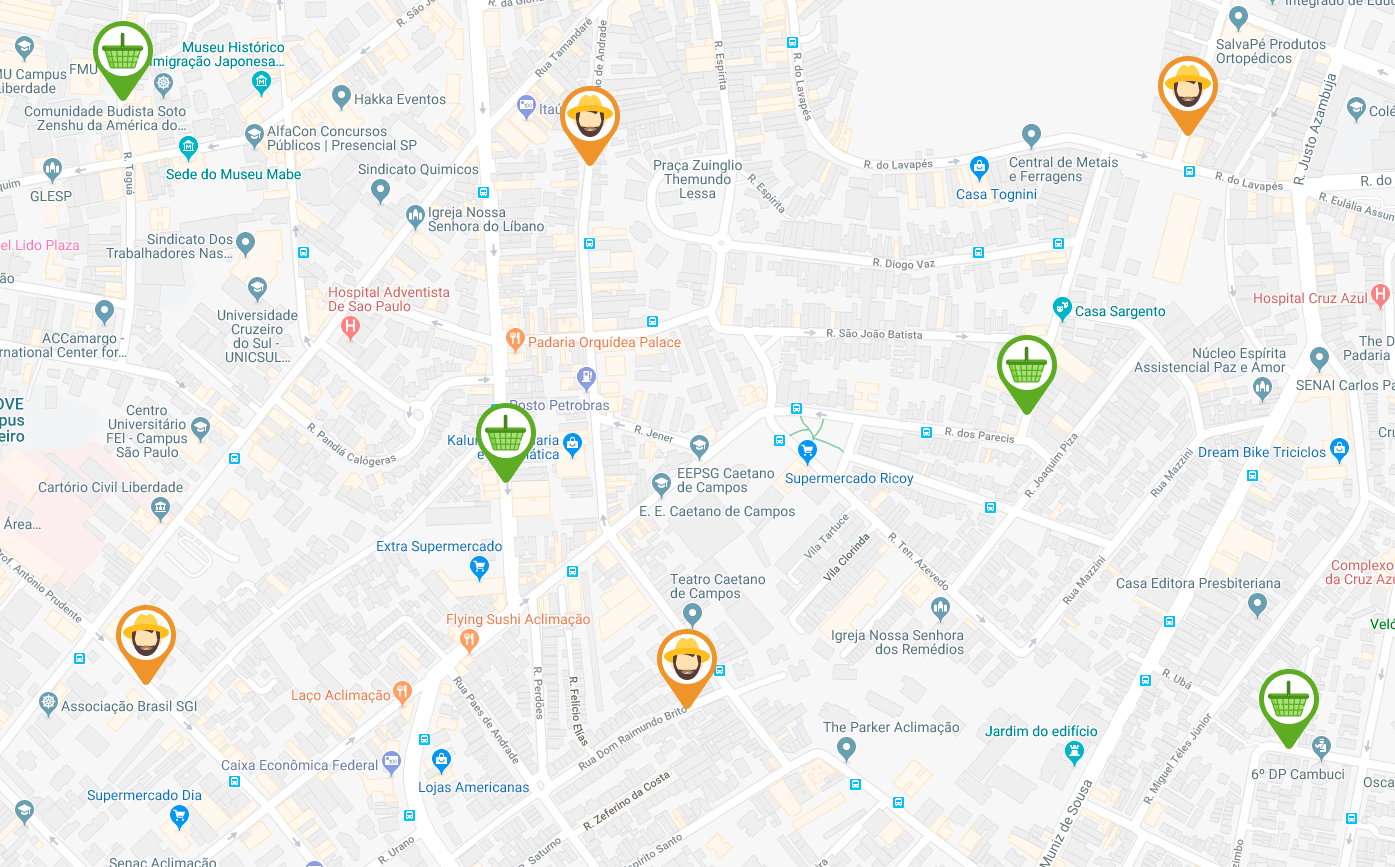 R. São
R. da Glória
Integrado de Educ
MU Campus
Liberdade
FMU
Museu Histórico
migração Japonesa...
Rua Tamandaré
o de Andrade
R. Espírita
R. do Lavapés
SalvaPé Produtos
Ortopédicos
Hakka Eventos
Itaú
Comunidade Budista Soto
Zenshu da América do...
AlfaCon Concursos
Públicos | Presencial SP
R. Justo Azambuja
Colé
R. Taguá
Sede do Museu Mabe
Sindicato Quimicos
Praça Zuinglio
Themundo
Lessa
R. Espírita
R. do Lavapés
Casa Tognini
Central de Metais
e Ferragens
R. do Lavapés
R. do
R. Eulália Assun
quim
GLESP
Igreja Nossa
Senhora do Líbano
el Lido Plaza
Sindicato Dos
Trabalhadores Nas...
R. Diogo Vaz
ão
Hospital Adventista
De Sao Paulo
Hospital Cruz Azul
Casa Sargento
Universidade
Cruzeiro
do Sul -
UNICSUL...
ACCamargo -
rnational Center for...
Padaria Orquídea Palace
R. São João Batista
Núcleo Espírita
Assistencial Paz e Amor
The D
Padaria
SENAI Carlos Pa
OVE
pus
eiro
Centro
Universitário
FEI - Campus
São Paulo
R. Pandiá Calógeras
Posto Petrobras
Kalun
aria
e
mática
R. Jener
R. dos Parecis
R. Joaquim Piza
Rua Mazzini
Dream Bike Triciclos
Cru
EEPSG Caetano
de Campos
E. E. Caetano de Campos
Supermercado Ricoy
Cartório Civil Liberdade
Área...
Vila Tartuce
Vila Clorinda
R. Ten. Azevedo
Rua Mazzini
Extra Supermercado
rof. Antônio Prudente
Teatro Caetano
de Campos
Casa Editora Presbiteriana
Complexo
da Cruz Azu
Flying Sushi Aclimação
Igreja Nossa Senhora
dos Remédios
Veló
Associação Brasil SGI
Laço Aclimação
Rua Paes de Andrade
R. Perdões
R. Felício Elias
Rua Dom Raimundo Brito
R. Ubá
The Parker Aclimação
Jardim do edifício
R. Miguel Téles Júnior
Caixa Econômica Federal
Lojas Americanas
6º DP Cambuci
Osca
Supermercado Dia
R. Zeferino da Costa
Muniz de Sousa
Senac Aclimação
R. Urano
R. Saturno
Espírito Santo
zimbo